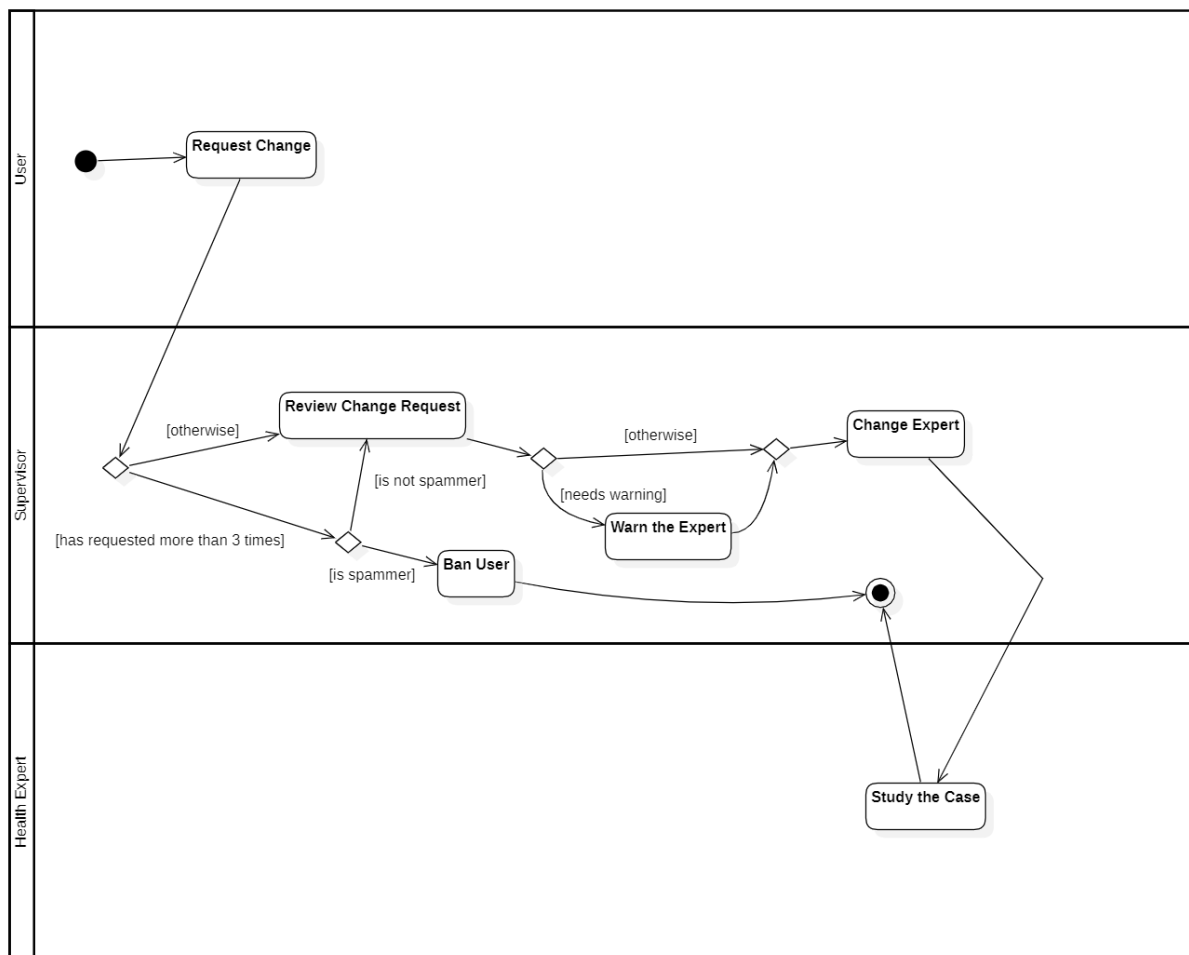 User
Request Change
Supervisor
Review Change Request
[otherwise]
[otherwise]
Change Expert
[is not spammer]
[needs warning]
Warn the Expert
[has requested more than 3 times]
[is spammer]
Ban User
Health Expert
Study the Case